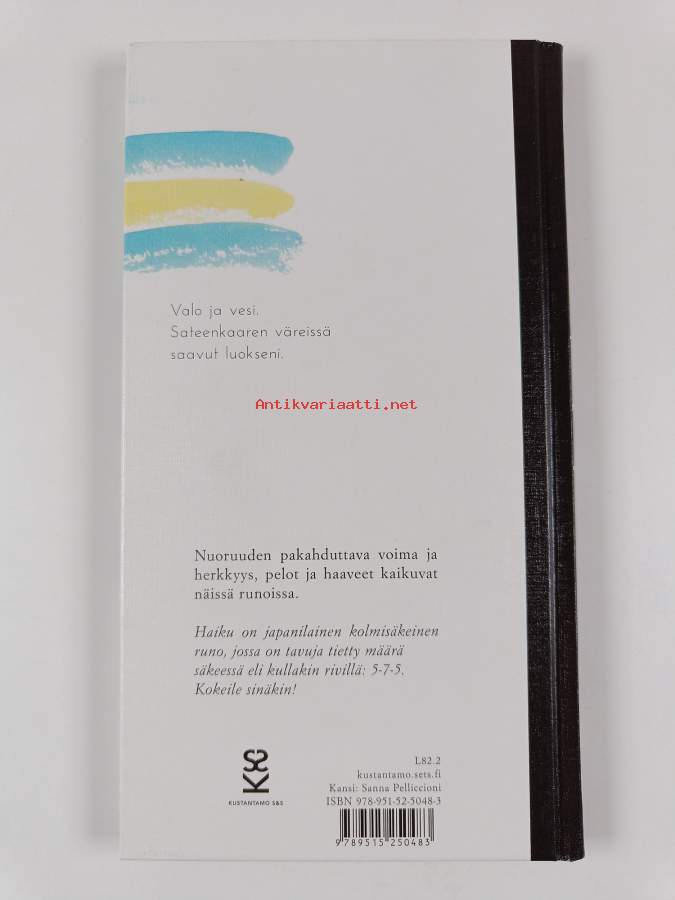 Valo ja vesi.
Sateenkaaren väreissä
saavut luokseni.
Antikvariaatti.net
Nuoruuden pakahduttava voima ja
herkkyys, pelot ja haaveet kaikuvat
näissä runoissa.
Haiku on japanilainen kolmisäkeinen
runo, jossa on tavuja tietty määrä
säkeessä eli kullakin rivillä: 5-7-5.
Kokeile sinäkin!
K&S
KUSTANTAMO S&S
L82.2
kustantamo.sets.fi
Kansi: Sanna Pelliccioni
ISBN 978-951-52-5048-3
9789515250483